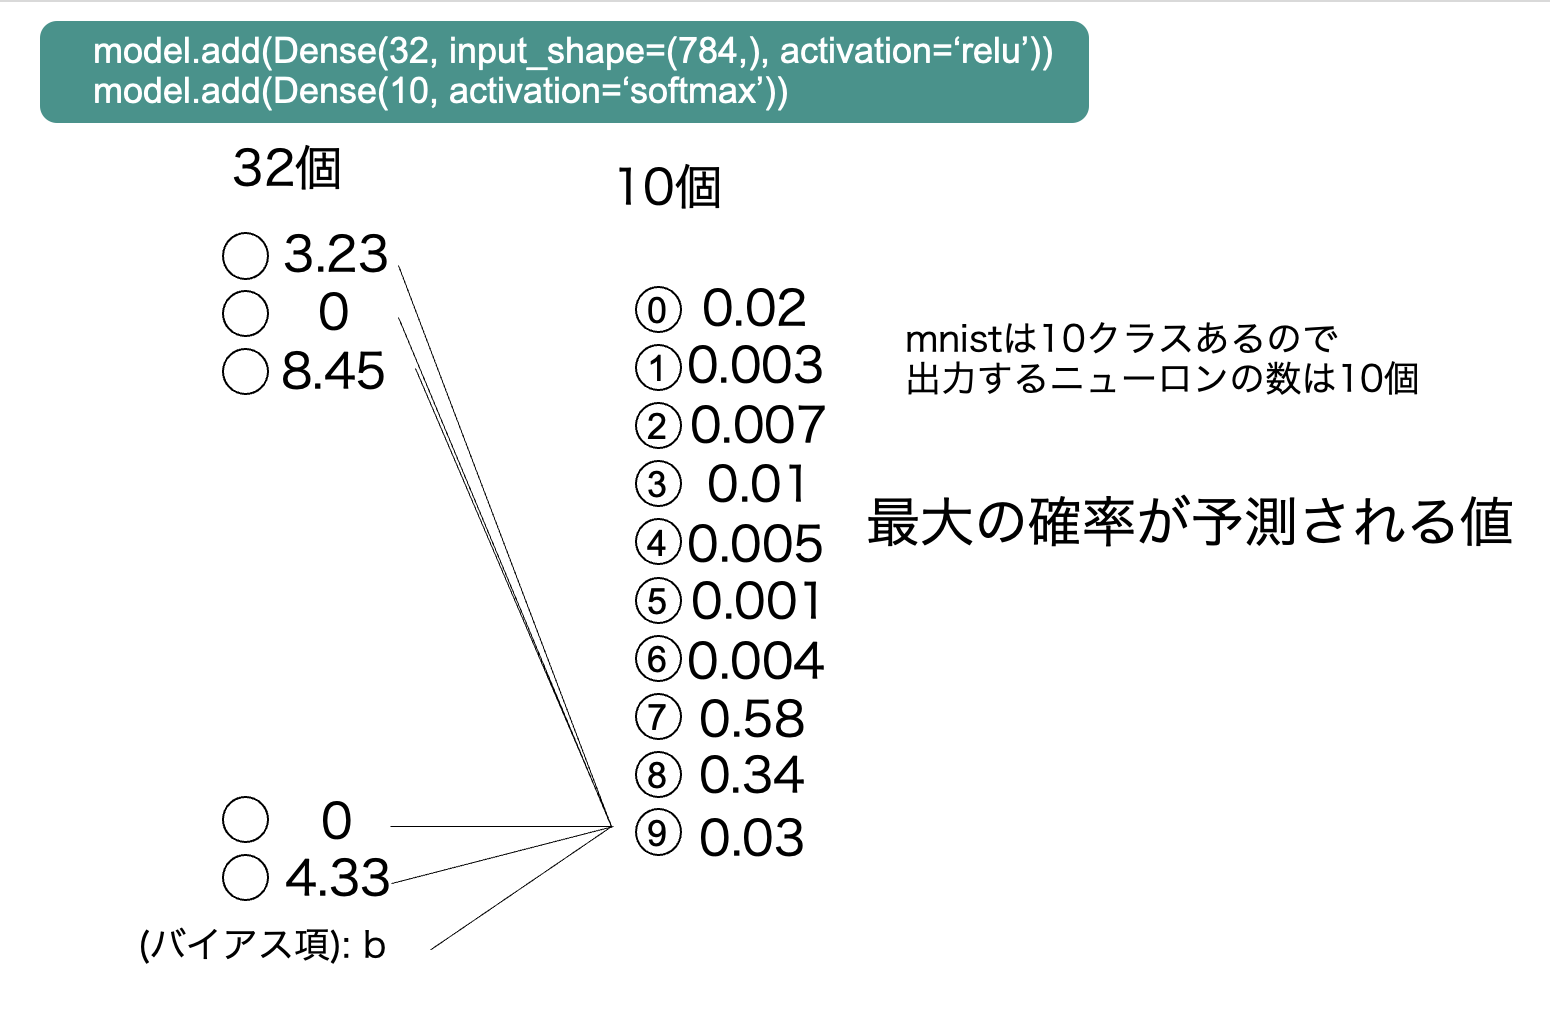 model.add(Dense(32, input_shape=(784,), activation=‘relu’))
model.add(Dense(10, activation=‘softmax’))
32個
10個
3.23
0
8.45
0
4.33
(バイアス項): b
0 0.02
1 0.003
2 0.007
3 0.01
4 0.005
5 0.001
6 0.004
7 0.58
8 0.34
9 0.03
mnistは10クラスあるので
出力するニューロンの数は10個
最大の確率が予測される値